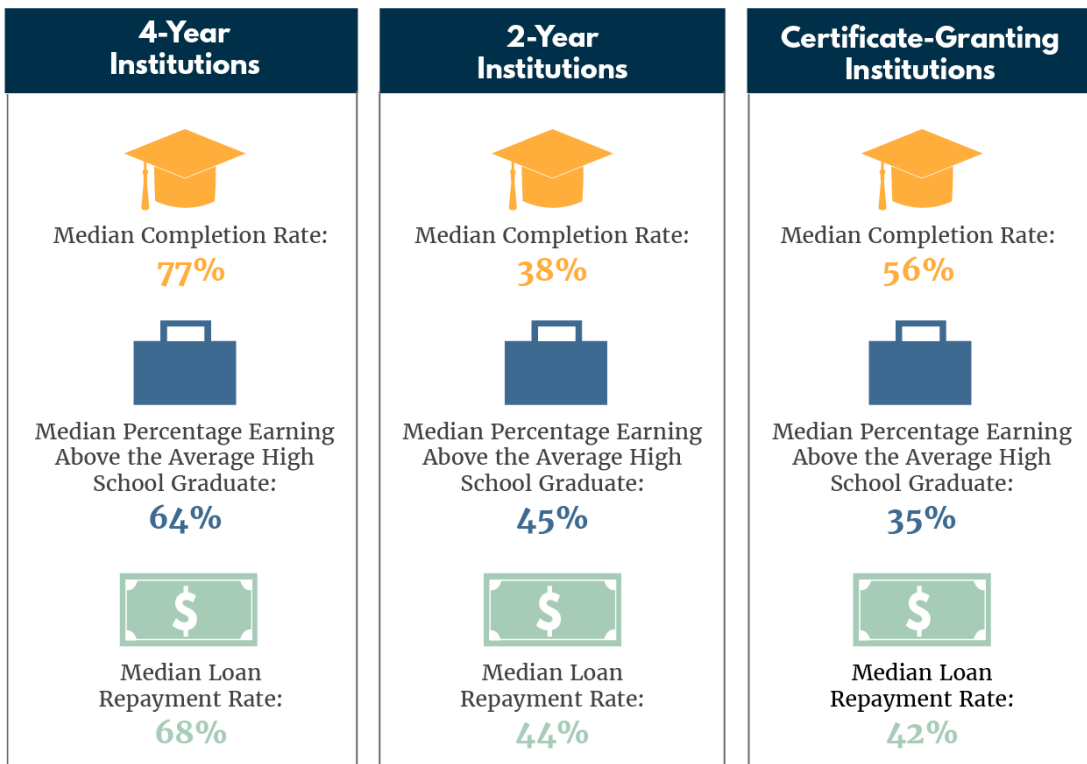 4-Year
Institutions
Median Completion Rate:
77%
Median Percentage Earning
Above the Average High
School Graduate:
64%
$
Median Loan
Repayment Rate:
68%
2-Year
Institutions
Median Completion Rate:
38%
Median Percentage Earning
Above the Average High
School Graduate:
45%
$
Median Loan
Repayment Rate:
44%
Certificate-Granting
Institutions
Median Completion Rate:
56%
Median Percentage Earning
Above the Average High
School Graduate:
35%
$
Median Loan
Repayment Rate:
42%